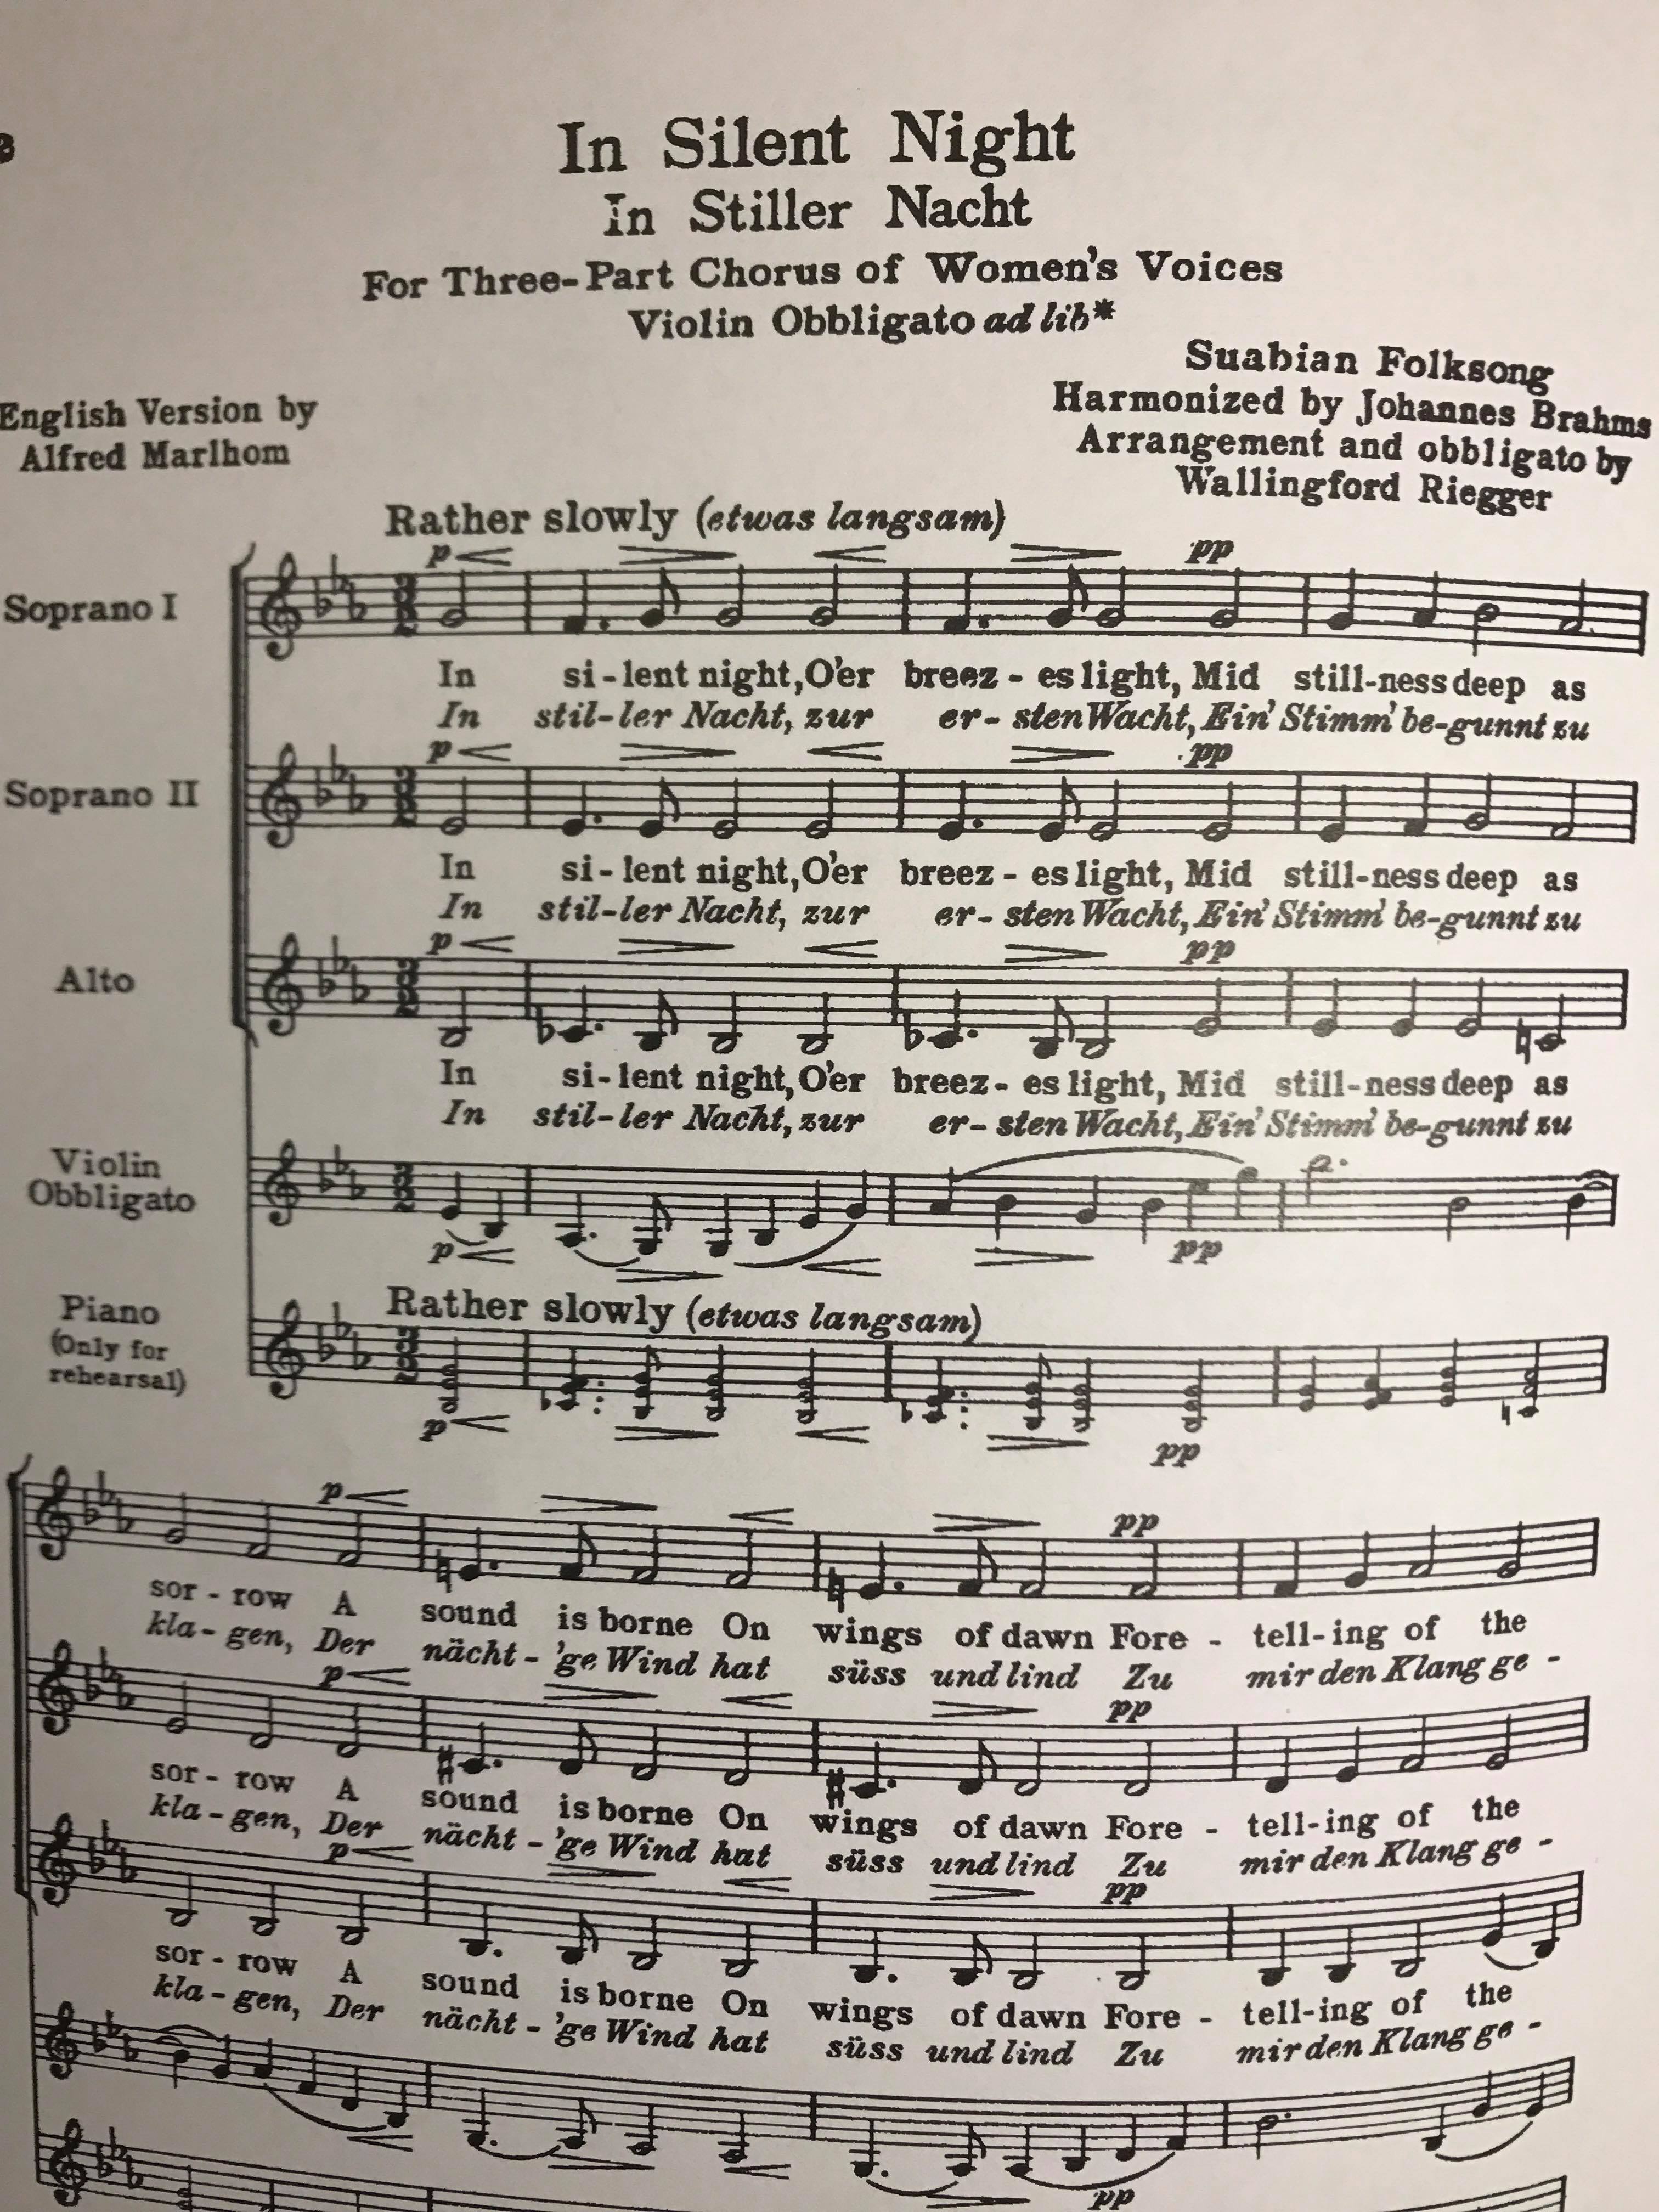 In Silent Night
In Stiller Nacht
For Three-Part Chorus of Women's Voices
Violin Obbligato ad lib*
Suabian Folksong
Harmonized by Johannes Brahms
Arrangement and obbligato by
Wallingford Riegger
English Version by
Alfred Marlhom
Rather slowly (etwas langsam)
p pp
Soprano I
In si-lent night, O'er breez - es light, Mid still-ness deep as
In stil-ler Nacht, zur er- sten Wacht, Ein' Stimm' be-gunnt zu
p pp
Soprano II
In si-lent night, O'er breez - es light, Mid still-ness deep as
In stil-ler Nacht, zur er- sten Wacht, Ein' Stimm' be-gunnt zu
p pp
Alto
In si-lent night, O'er breez - es light, Mid still-ness deep as
In stil-ler Nacht, zur er- sten Wacht, Ein' Stimm' be-gunnt zu
Violin
Obbligato
p pp
Rather slowly (etwas langsam)
Piano
(Only for
rehearsal)
p pp
p pp
sor - row A sound is borne On wings of dawn Fore - tell-ing of the
kla - gen, Der nächt - 'ge Wind hat süss und lind Zu mir den Klang ge -
p pp
sor - row A sound is borne On wings of dawn Fore - tell-ing of the
kla - gen, Der nächt - 'ge Wind hat süss und lind Zu mir den Klang ge -
p pp
sor - row A sound is borne On wings of dawn Fore - tell-ing of the
kla - gen, Der nächt - 'ge Wind hat süss und lind Zu mir den Klang ge -
pp